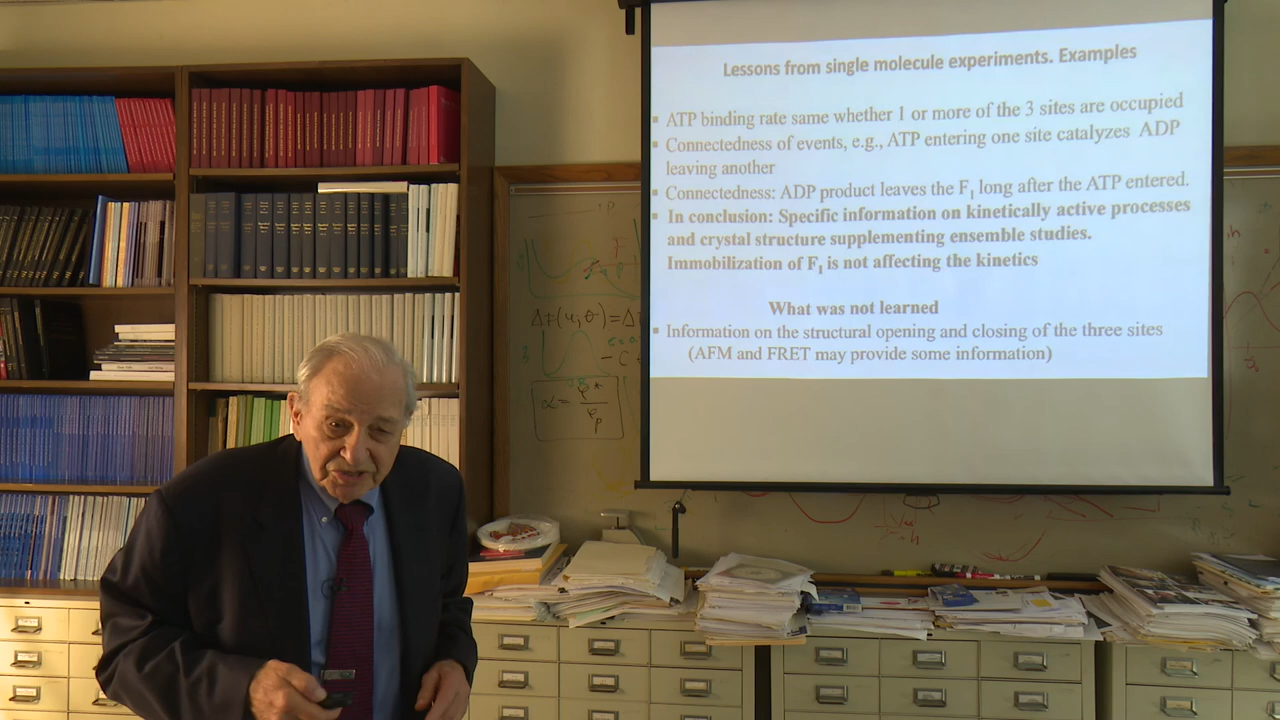 Lessons from single molecule experiments. Examples
▪ ATP binding rate same whether 1 or more of the 3 sites are occupied
▪ Connectedness of events, e.g., ATP entering one site catalyzes ADP
leaving another
▪ Connectedness: ADP product leaves the F₁ long after the ATP entered.
▪ In conclusion: Specific information on kinetically active processes
and crystal structure supplementing ensemble studies.
Immobilization of F₁ is not affecting the kinetics
What was not learned
▪ Information on the structural opening and closing of the three sites
(AFM and FRET may provide some information)